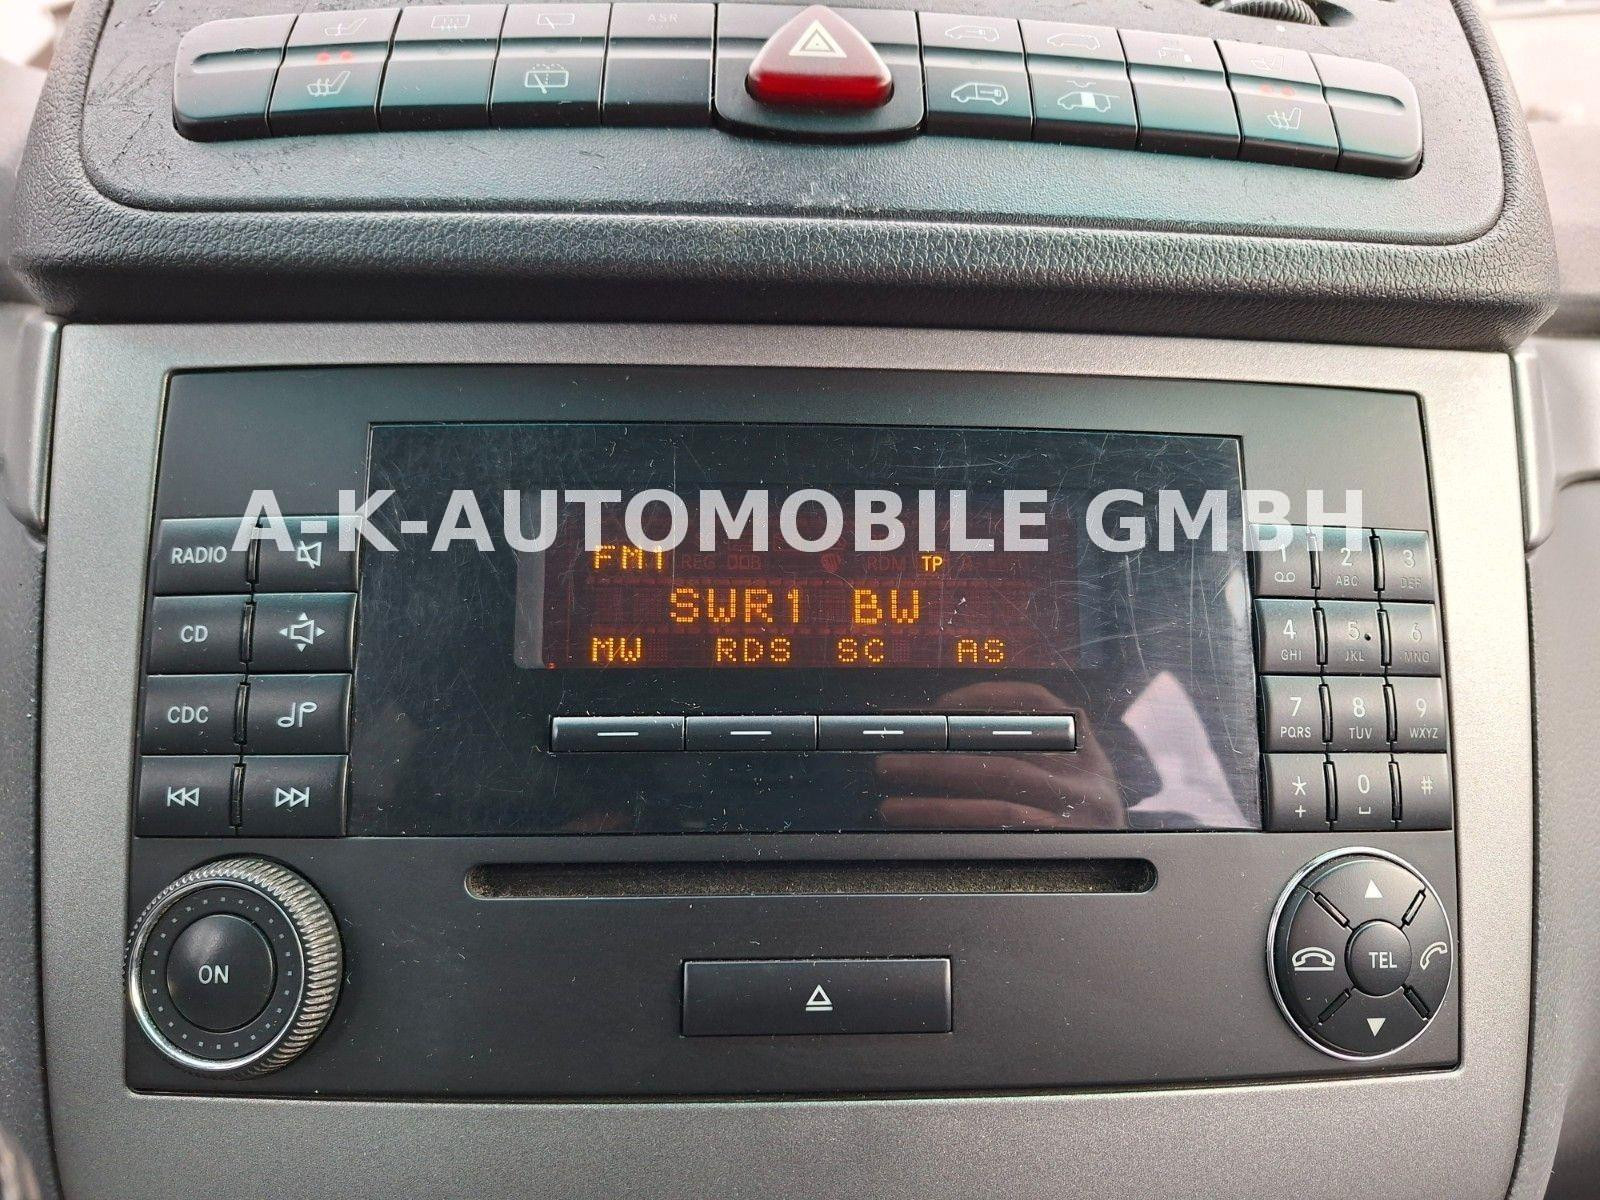 ASR
A-K-AUTOMOBILE GMBH
FM1 REG RDM TP
SWR1 BW
MW RDS SC AS
RADIO
CD
CDC
ON
1
2 ABC
3 DEF
4 GHI
5 JKL
6 MNO
7 PQRS
8 TUV
9 WXYZ
* +
0
#
TEL